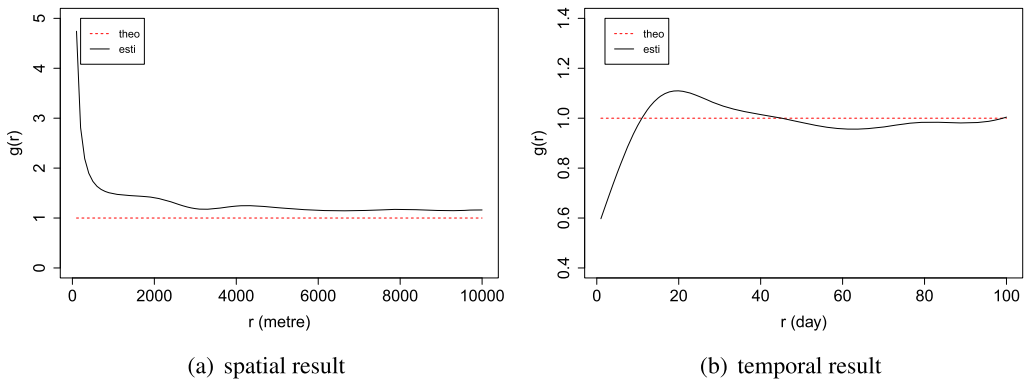 theo
esti
g(r)
5
4
3
2
1
0
0 2000 4000 6000 8000 10000
r (metre)
(a) spatial result
theo
esti
g(r)
1.4
1.2
1.0
0.8
0.6
0.4
0 20 40 60 80 100
r (day)
(b) temporal result